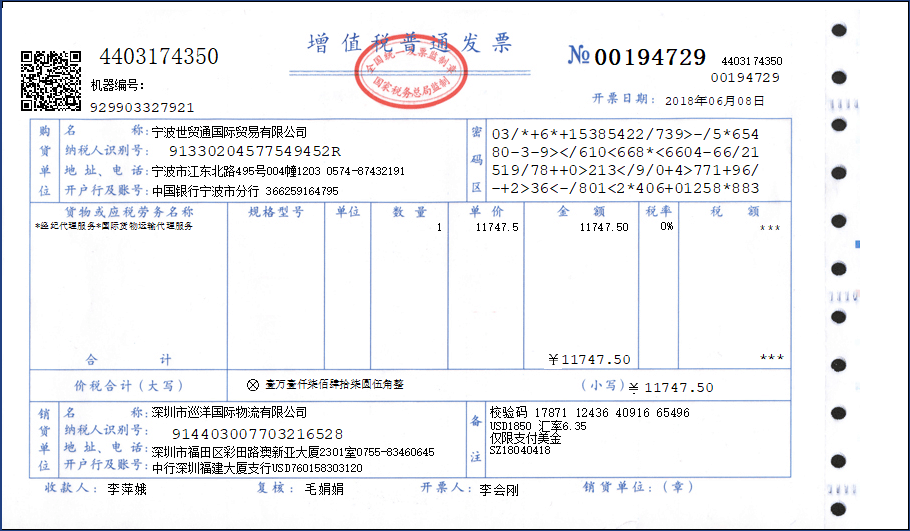 增值税普通发票
4403174350
№00194729
4403174350
00194729
机器编号:
929903327921
开票日期: 2018年06月08日
全国统一发票监制章
国家税务总局监制
购货单位
名 称: 宁波世贸通国际贸易有限公司
纳税人识别号: 91330204577549452R
地 址、电 话: 宁波市江东北路495号004幢1203 0574-87432191
开户行及账号: 中国银行宁波市分行 366259164795
密码区
03/*+6*+15385422/739>-/5*654
80-3-9></610<668*<6604-66/21
519/78++0>213</9/0+4>771+96/
-+2>36<-/801<2*406+01258*883
货物或应税劳务名称 规格型号 单位 数 量 单 价 金 额 税率 税 额
*经纪代理服务*国际货物运输代理服务 1 11747.5 11747.50 0% ***
合 计 ¥11747.50 ***
价税合计(大写) ⊗ 壹万壹仟柒佰肆拾柒圆伍角整 (小写) ¥ 11747.50
销货单位
名 称: 深圳市巡洋国际物流有限公司
纳税人识别号: 914403007703216528
地 址、电 话: 深圳市福田区彩田路澳新亚大厦2301室0755-83460645
开户行及账号: 中行深圳福建大厦支行USD760158303120
备注
校验码 17871 12436 40916 65496
USD1850 汇率6.35
仅限支付美金
SZ18040418
收款人: 李萍娥 复核: 毛娟娟 开票人: 李会刚 销货单位:(章)